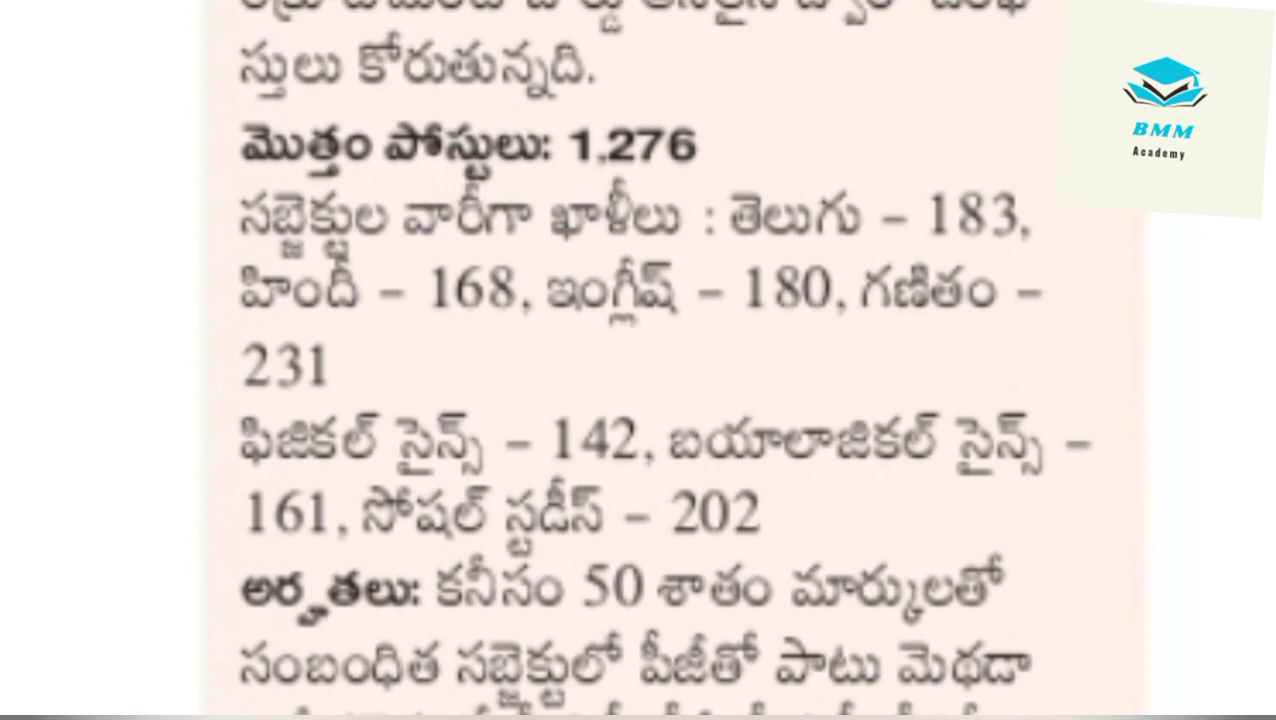 స్తులు కోరుతున్నది.
మొత్తం పోస్టులు: 1,276
సబ్జెక్టుల వారీగా ఖాళీలు : తెలుగు – 183,
హిందీ – 168, ఇంగ్లీష్ – 180, గణితం –
231
ఫిజికల్ సైన్స్ – 142, బయాలాజికల్ సైన్స్ –
161, సోషల్ స్టడీస్ – 202
అర్హతలు: కనీసం 50 శాతం మార్కులతో
సంబంధిత సబ్జెక్టులో పీజీతో పాటు మెథడా
BMM
Academy